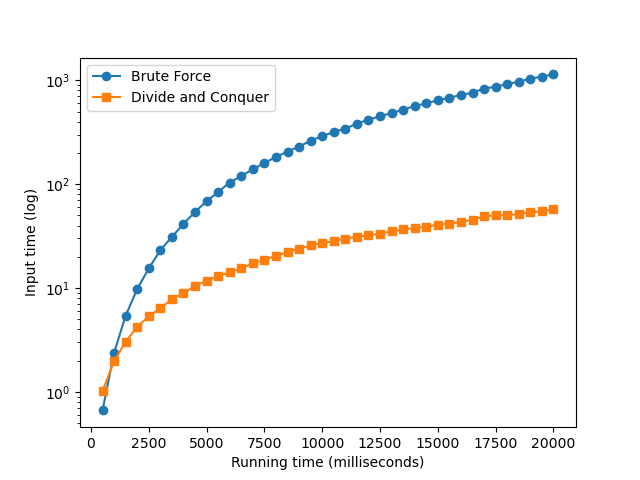 Brute Force
Divide and Conquer
10³
10²
10¹
10⁰
Input time (log)
0 2500 5000 7500 10000 12500 15000 17500 20000
Running time (milliseconds)